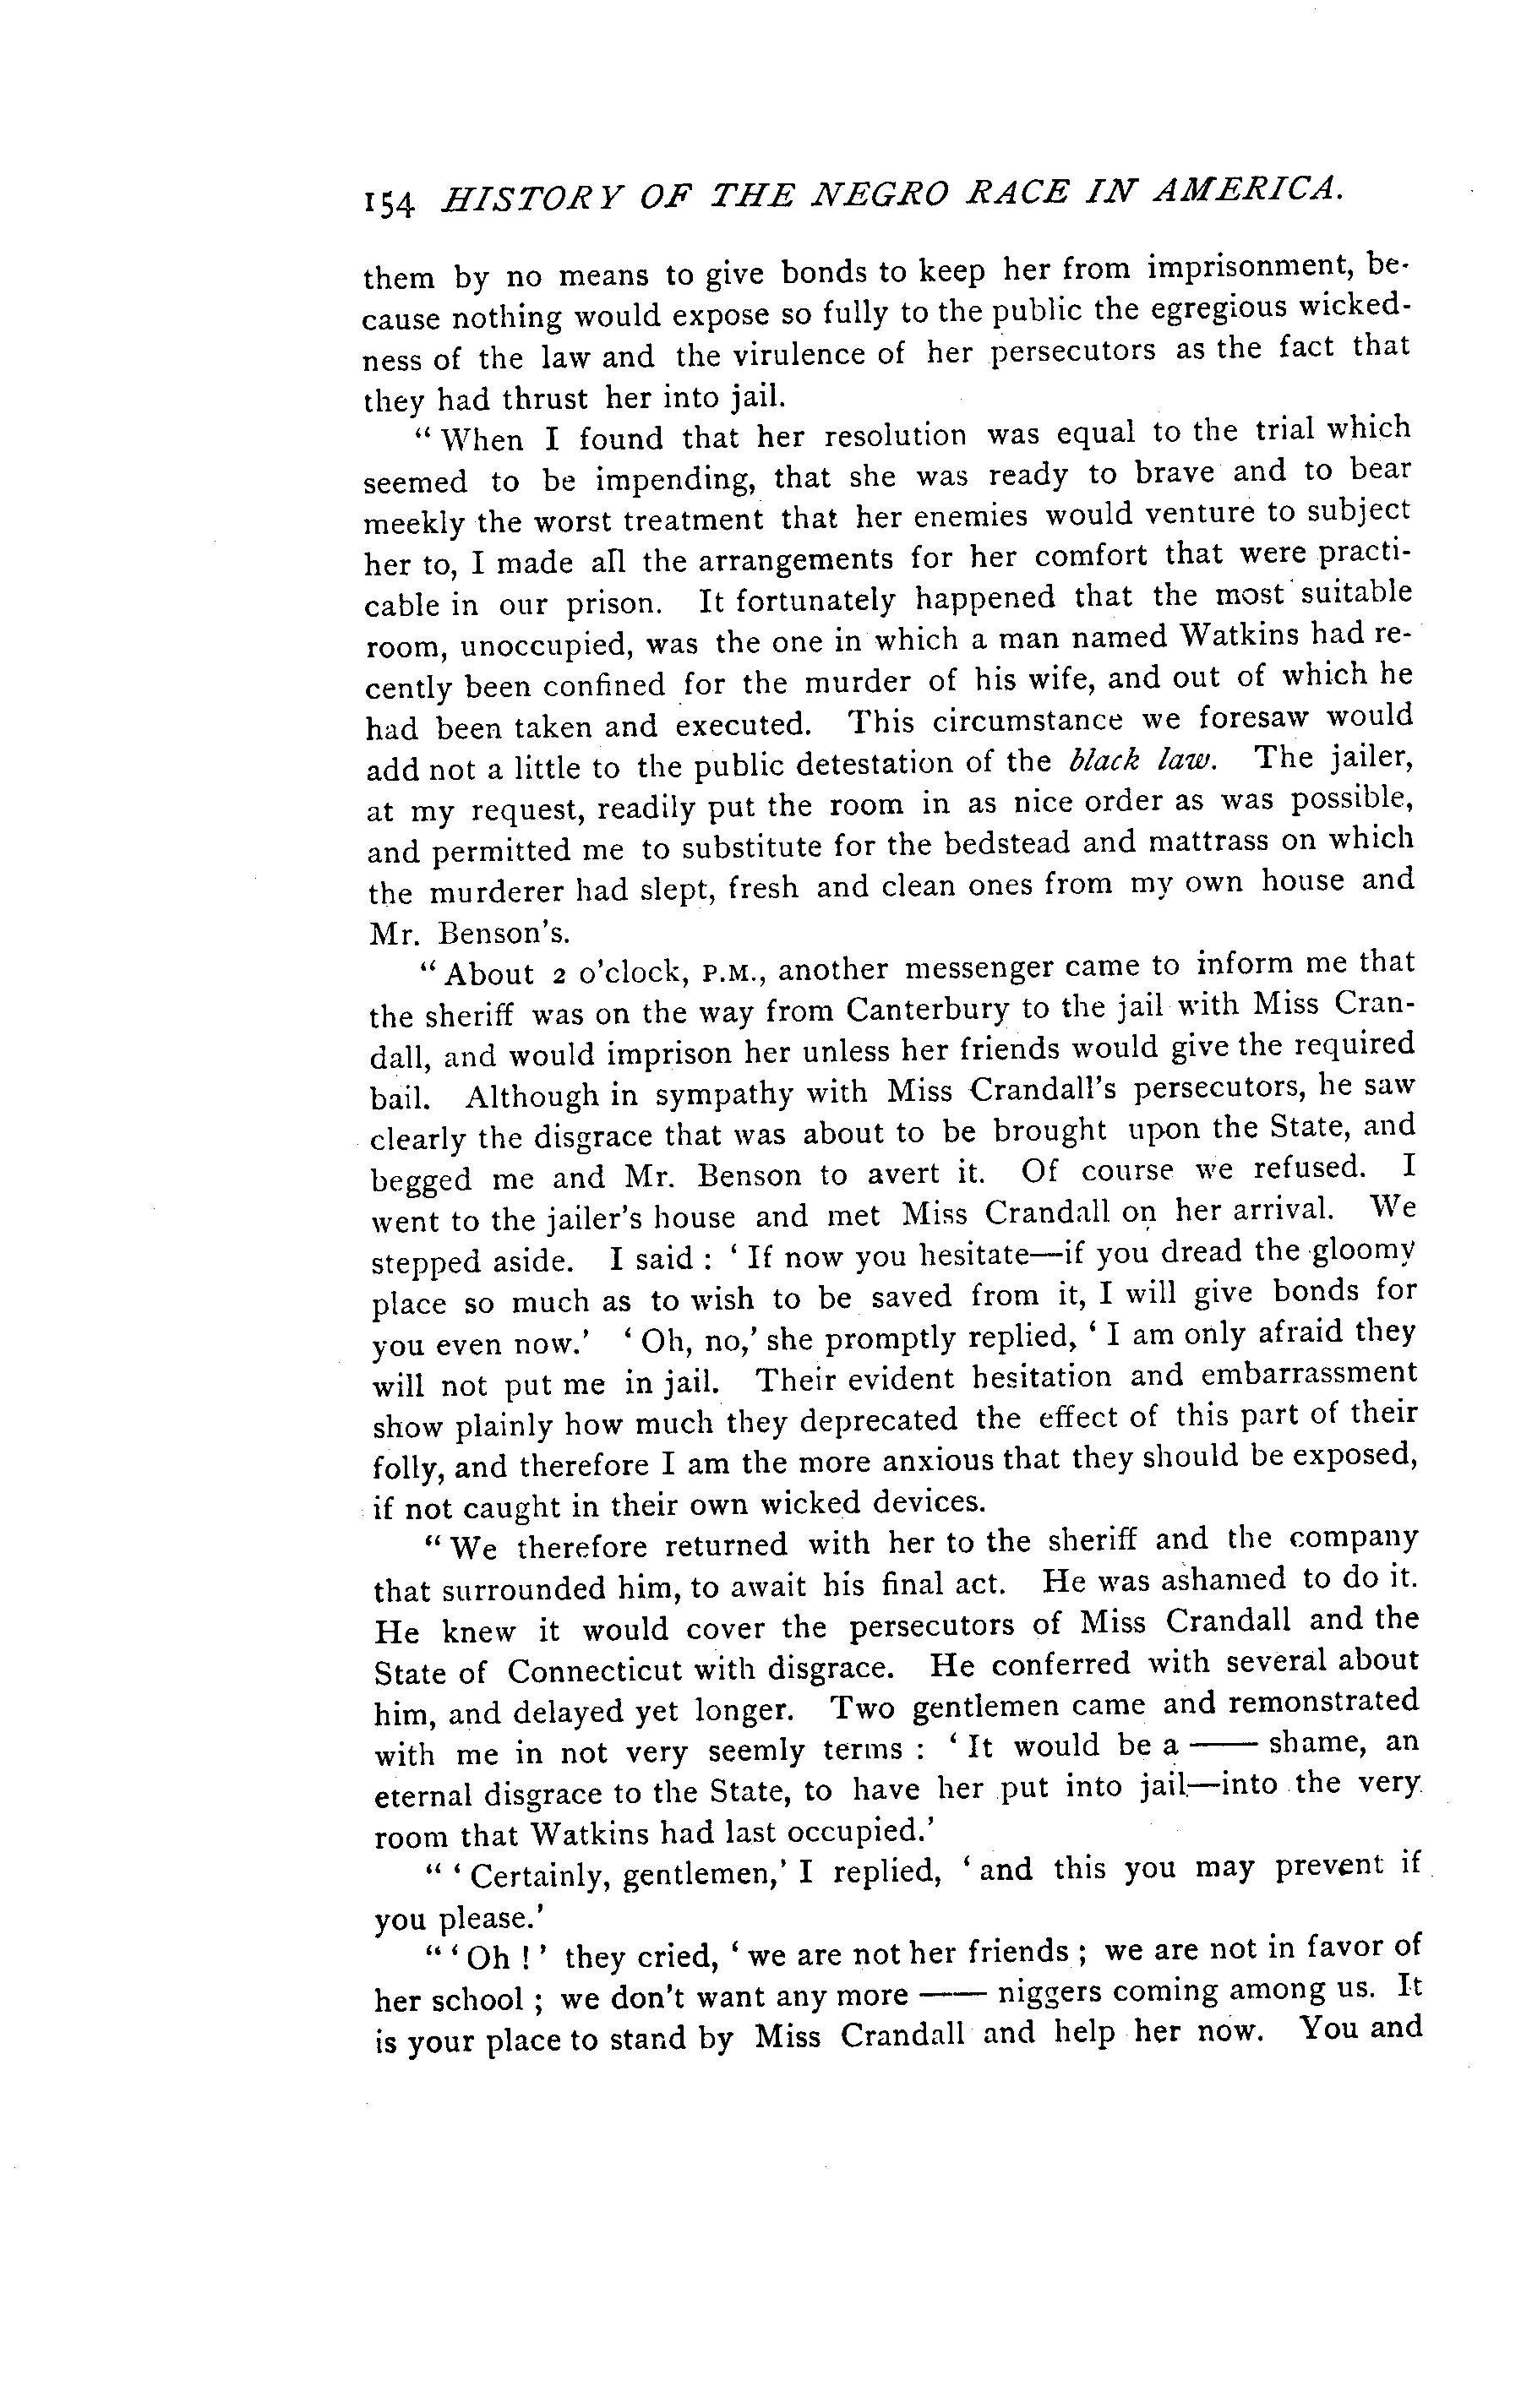 154 HISTORY OF THE NEGRO RACE IN AMERICA.
them by no means to give bonds to keep her from imprisonment, be-
cause nothing would expose so fully to the public the egregious wicked-
ness of the law and the virulence of her persecutors as the fact that
they had thrust her into jail.
“ When I found that her resolution was equal to the trial which
seemed to be impending, that she was ready to brave and to bear
meekly the worst treatment that her enemies would venture to subject
her to, I made all the arrangements for her comfort that were practi-
cable in our prison. It fortunately happened that the most suitable
room, unoccupied, was the one in which a man named Watkins had re-
cently been confined for the murder of his wife, and out of which he
had been taken and executed. This circumstance we foresaw would
add not a little to the public detestation of the black law. The jailer,
at my request, readily put the room in as nice order as was possible,
and permitted me to substitute for the bedstead and mattrass on which
the murderer had slept, fresh and clean ones from my own house and
Mr. Benson's.
“ About 2 o'clock, P.M., another messenger came to inform me that
the sheriff was on the way from Canterbury to the jail with Miss Cran-
dall, and would imprison her unless her friends would give the required
bail. Although in sympathy with Miss Crandall's persecutors, he saw
clearly the disgrace that was about to be brought upon the State, and
begged me and Mr. Benson to avert it. Of course we refused. I
went to the jailer's house and met Miss Crandall on her arrival. We
stepped aside. I said : ‘ If now you hesitate—if you dread the gloomy
place so much as to wish to be saved from it, I will give bonds for
you even now.’ ‘ Oh, no,’ she promptly replied, ‘ I am only afraid they
will not put me in jail. Their evident hesitation and embarrassment
show plainly how much they deprecated the effect of this part of their
folly, and therefore I am the more anxious that they should be exposed,
if not caught in their own wicked devices.
“ We therefore returned with her to the sheriff and the company
that surrounded him, to await his final act. He was ashamed to do it.
He knew it would cover the persecutors of Miss Crandall and the
State of Connecticut with disgrace. He conferred with several about
him, and delayed yet longer. Two gentlemen came and remonstrated
with me in not very seemly terms : ‘ It would be a —— shame, an
eternal disgrace to the State, to have her put into jail—into the very
room that Watkins had last occupied.’
“ ‘ Certainly, gentlemen,’ I replied, ‘ and this you may prevent if
you please.’
“ ‘ Oh ! ’ they cried, ‘ we are not her friends ; we are not in favor of
her school ; we don't want any more —— niggers coming among us. It
is your place to stand by Miss Crandall and help her now. You and